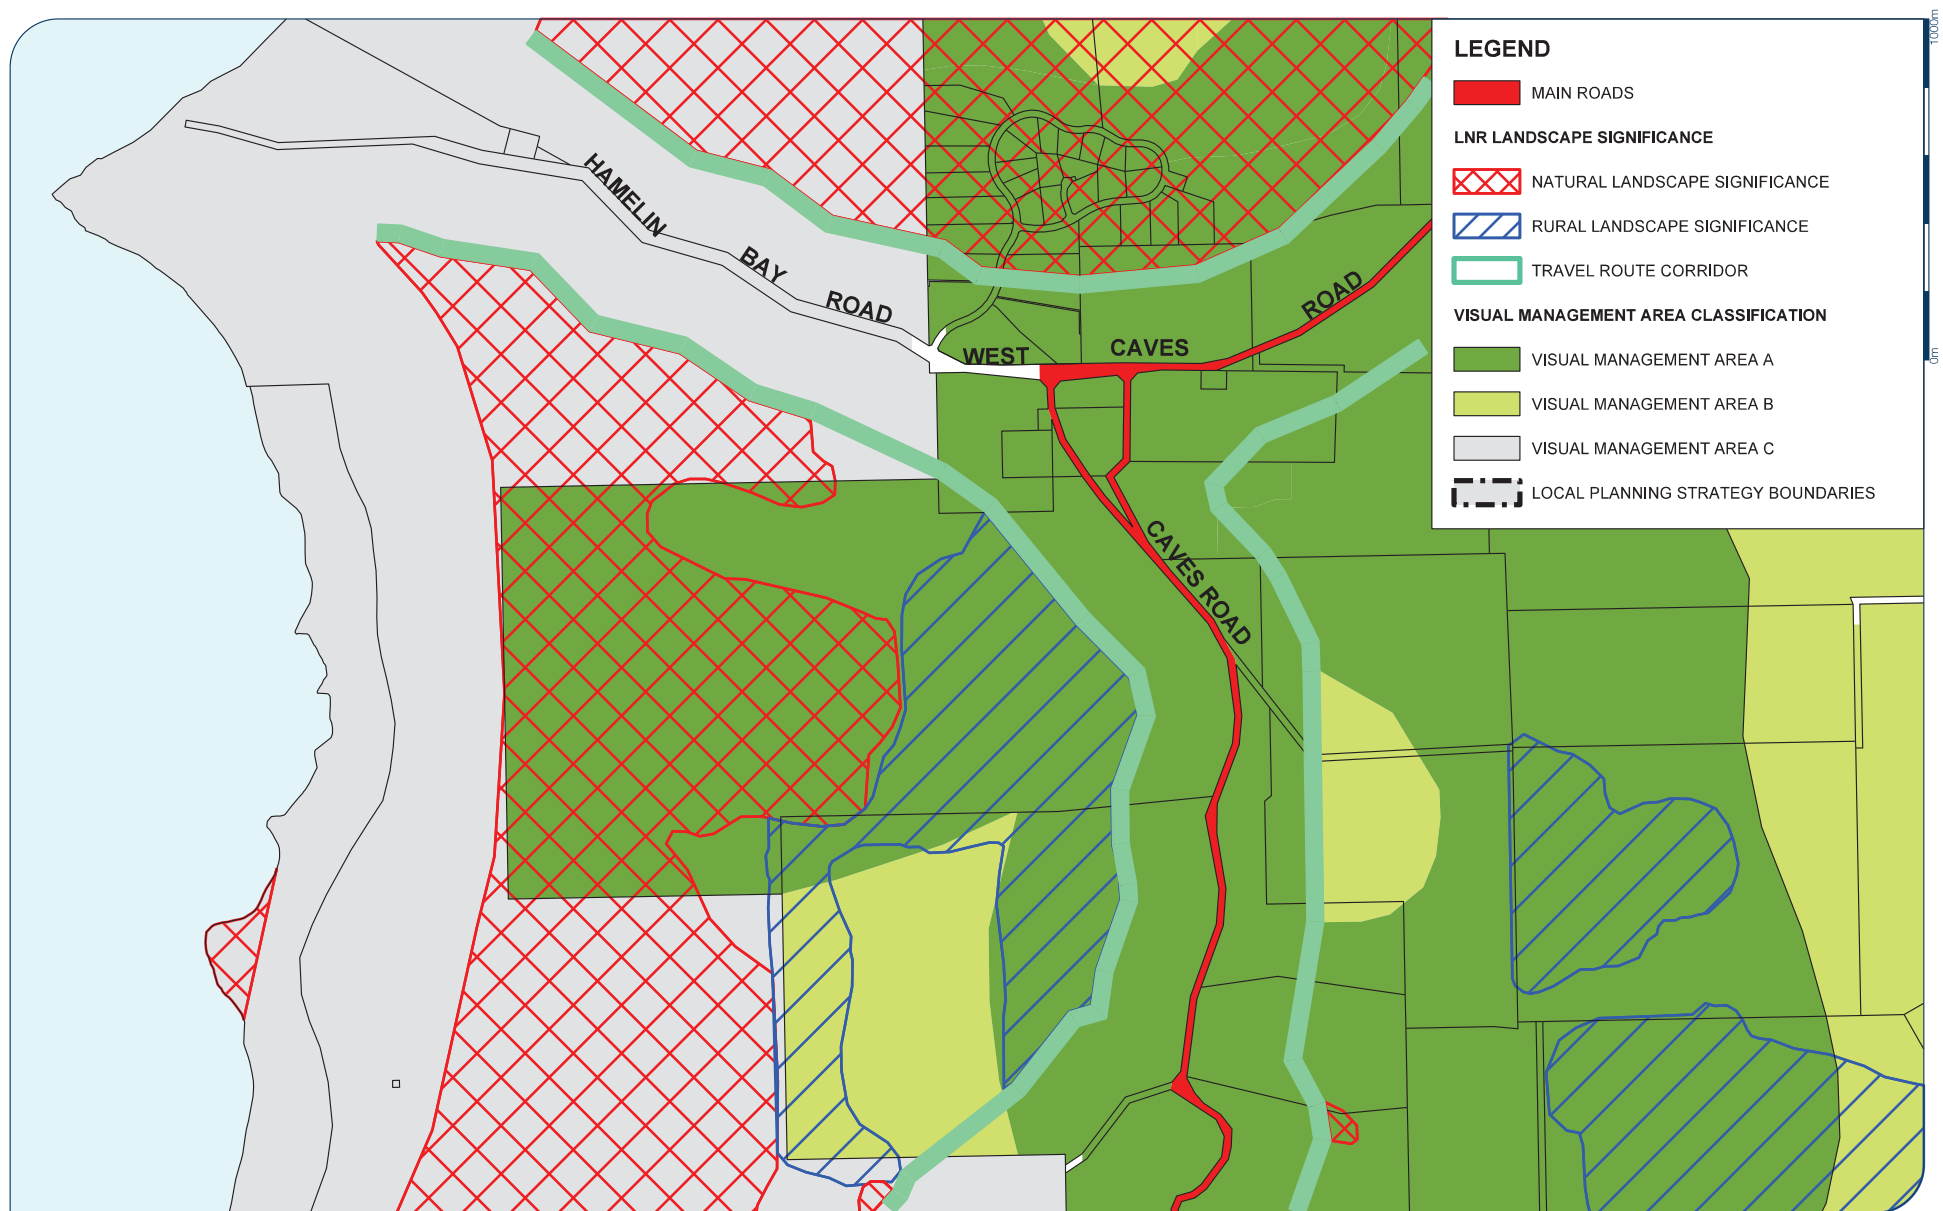 HAMELIN
BAY
ROAD
WEST
CAVES
ROAD
CAVES ROAD
LEGEND
MAIN ROADS
LNR LANDSCAPE SIGNIFICANCE
NATURAL LANDSCAPE SIGNIFICANCE
RURAL LANDSCAPE SIGNIFICANCE
TRAVEL ROUTE CORRIDOR
VISUAL MANAGEMENT AREA CLASSIFICATION
VISUAL MANAGEMENT AREA A
VISUAL MANAGEMENT AREA B
VISUAL MANAGEMENT AREA C
LOCAL PLANNING STRATEGY BOUNDARIES
1000m
0m